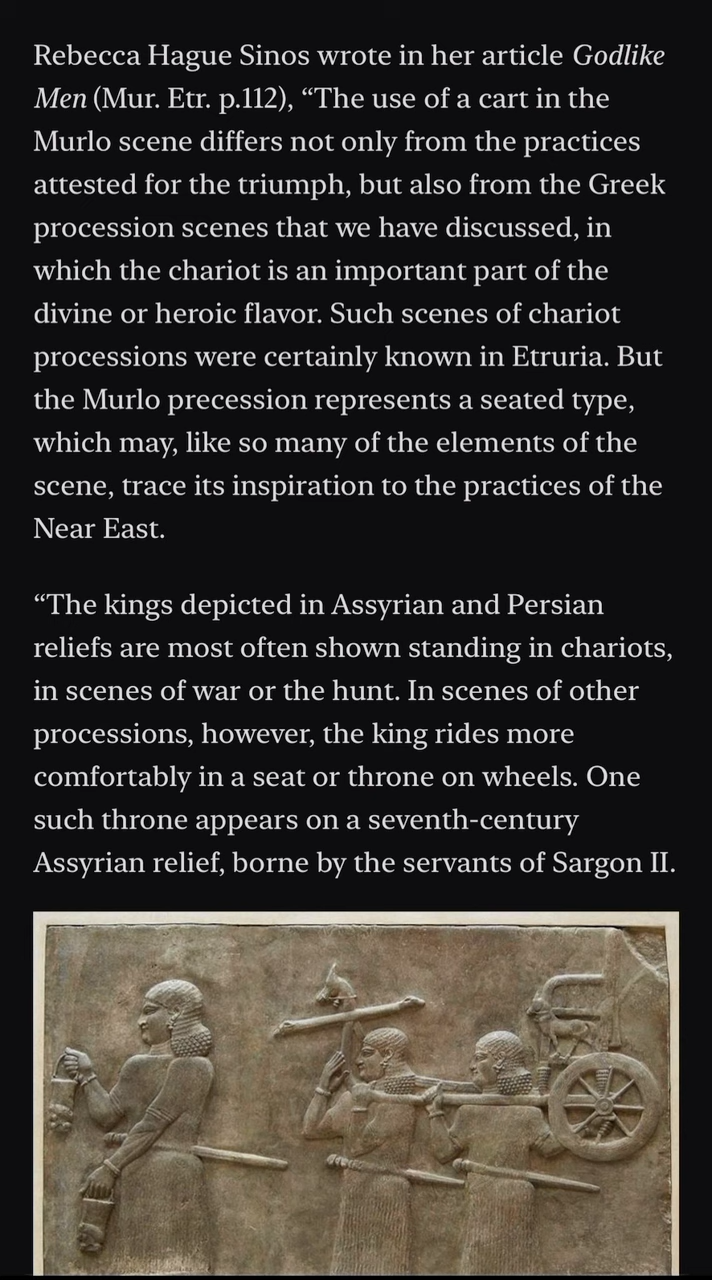 Rebecca Hague Sinos wrote in her article Godlike
Men (Mur. Etr. p.112), “The use of a cart in the
Murlo scene differs not only from the practices
attested for the triumph, but also from the Greek
procession scenes that we have discussed, in
which the chariot is an important part of the
divine or heroic flavor. Such scenes of chariot
processions were certainly known in Etruria. But
the Murlo precession represents a seated type,
which may, like so many of the elements of the
scene, trace its inspiration to the practices of the
Near East.
“The kings depicted in Assyrian and Persian
reliefs are most often shown standing in chariots,
in scenes of war or the hunt. In scenes of other
processions, however, the king rides more
comfortably in a seat or throne on wheels. One
such throne appears on a seventh-century
Assyrian relief, borne by the servants of Sargon II.